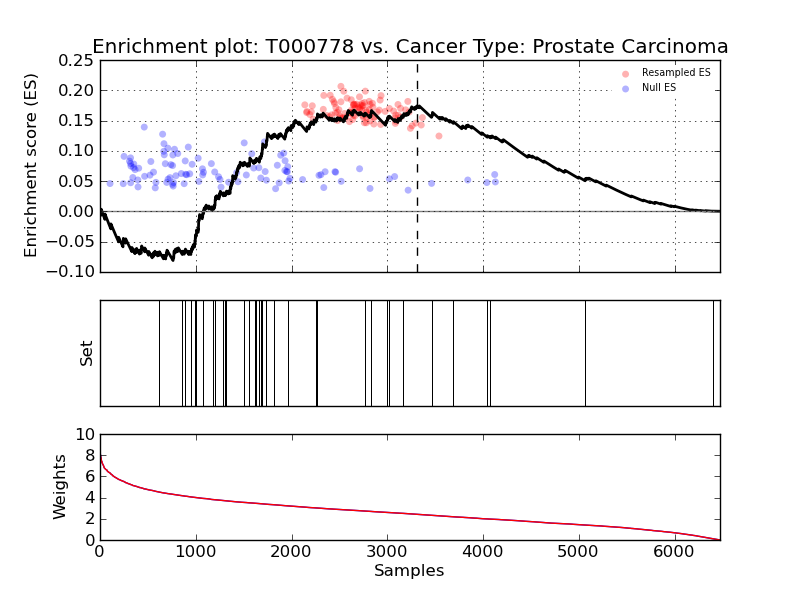 Enrichment plot: T000778 vs. Cancer Type: Prostate Carcinoma
Enrichment score (ES)
0.25
0.20
0.15
0.10
0.05
0.00
−0.05
−0.10
Resampled ES
Null ES
Set
Weights
10
8
6
4
2
0
0 1000 2000 3000 4000 5000 6000
Samples